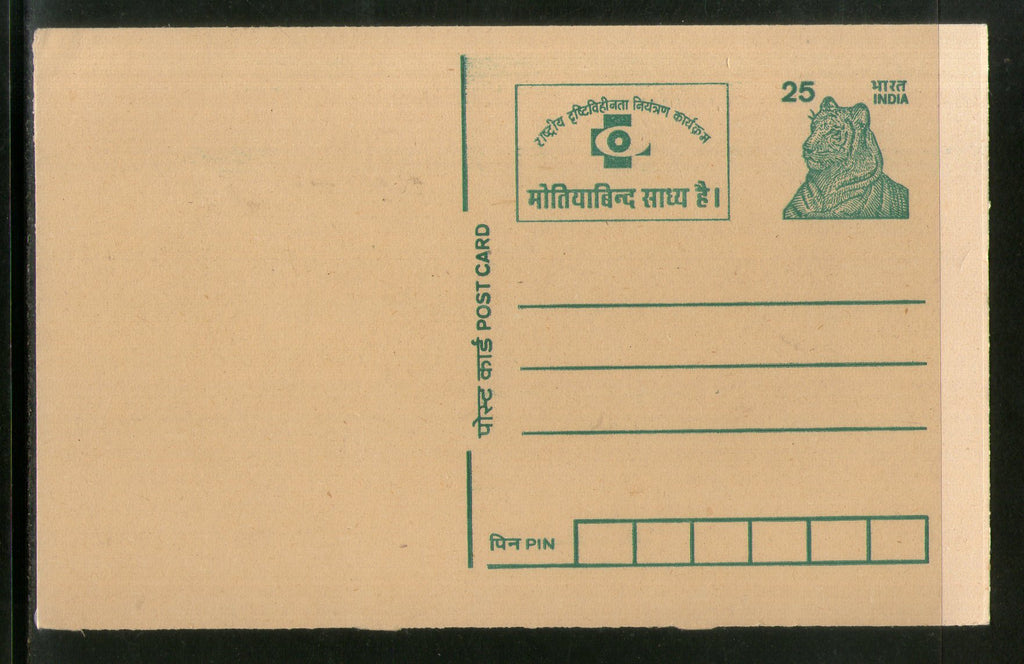 राष्ट्रीय दृष्टिविहीनता नियंत्रण कार्यक्रम
मोतियाबिन्द साध्य है।
25
भारत
INDIA
पोस्ट कार्ड POST CARD
पिन PIN